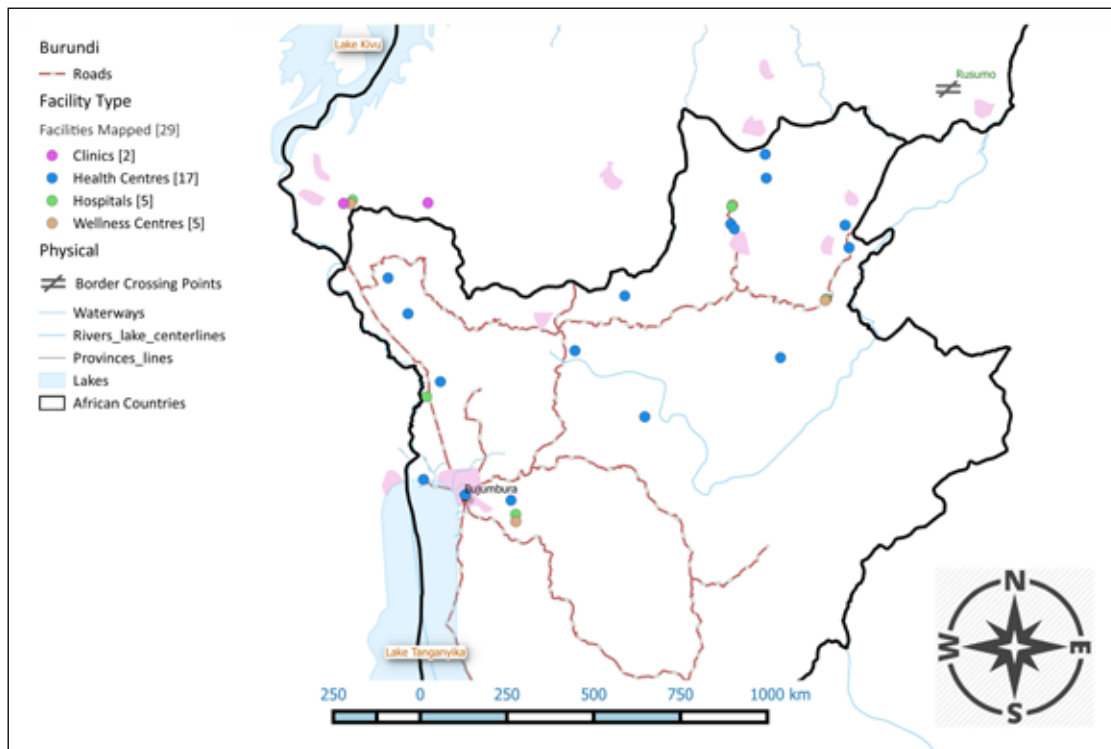 Burundi
Roads
Facility Type
Facilities Mapped [29]
Clinics [2]
Health Centres [17]
Hospitals [5]
Wellness Centres [5]
Physical
Border Crossing Points
Waterways
Rivers_lake_centerlines
Provinces_lines
Lakes
African Countries
Lake Kivu
Rusumo
Bujumbura
Lake Tanganyika
250 0 250 500 750 1000 km
N
W E
S